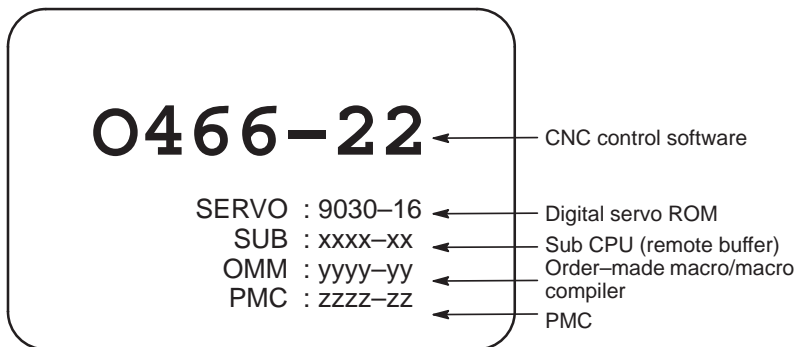 O466–22
CNC control software
SERVO : 9030–16
Digital servo ROM
SUB : xxxx–xx
Sub CPU (remote buffer)
OMM : yyyy–yy
Order–made macro/macro
compiler
PMC : zzzz–zz
PMC